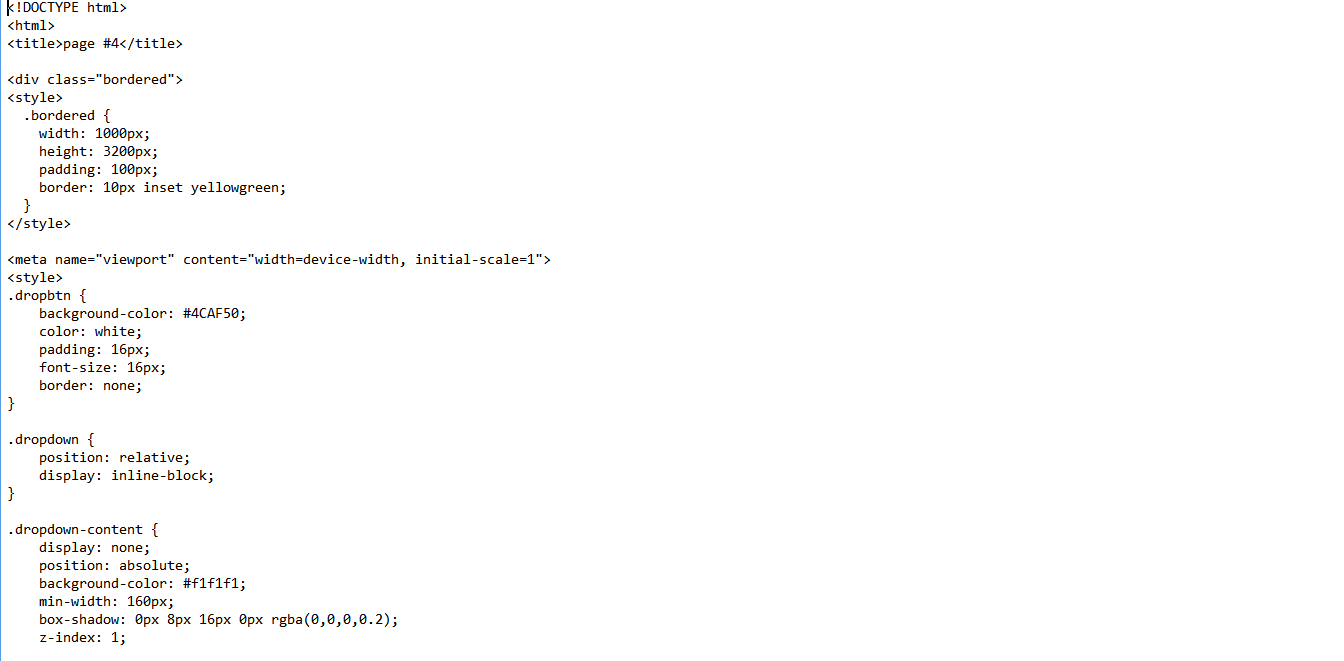 <!DOCTYPE html>
<html>
<title>page #4</title>

<div class="bordered">
<style>
  .bordered {
    width: 1000px;
    height: 3200px;
    padding: 100px;
    border: 10px inset yellowgreen;
  }
</style>

<meta name="viewport" content="width=device-width, initial-scale=1">
<style>
.dropbtn {
    background-color: #4CAF50;
    color: white;
    padding: 16px;
    font-size: 16px;
    border: none;
}

.dropdown {
    position: relative;
    display: inline-block;
}

.dropdown-content {
    display: none;
    position: absolute;
    background-color: #f1f1f1;
    min-width: 160px;
    box-shadow: 0px 8px 16px 0px rgba(0,0,0,0.2);
    z-index: 1;